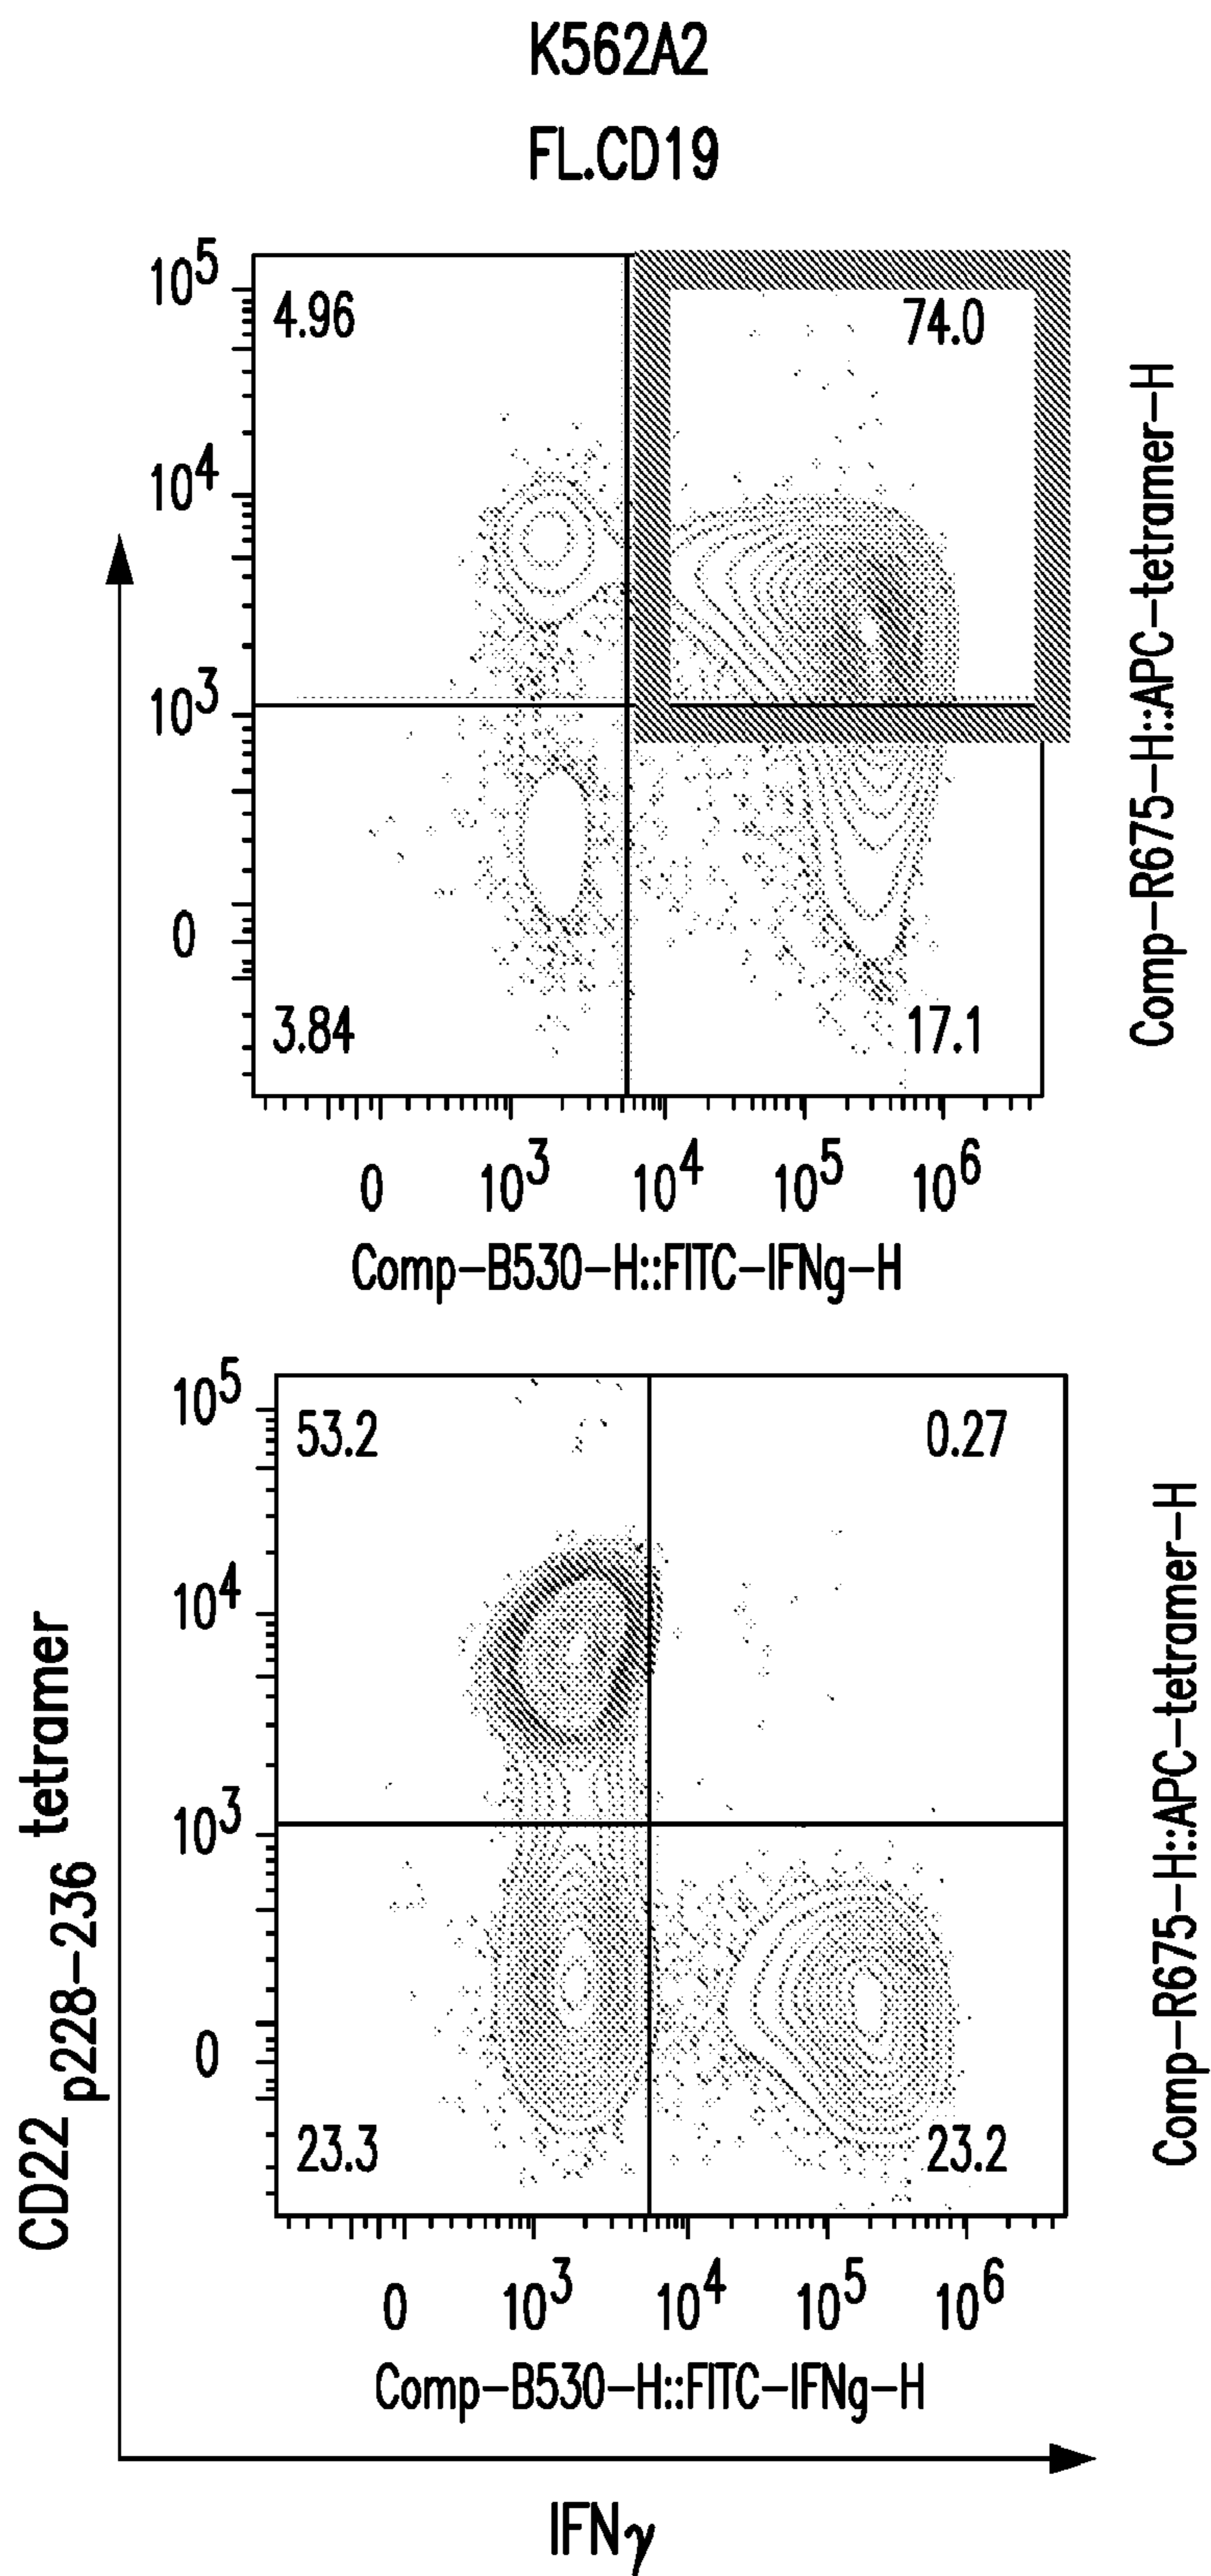 K562A2
FL.CD19
10^5
4.96
74.0
10^4
10^3
0
3.84
17.1
0 10^3 10^4 10^5 10^6
Comp-B530-H::FITC-IFNg-H
Comp-R675-H::APC-tetramer-H
10^5
53.2
0.27
10^4
10^3
0
23.3
23.2
0 10^3 10^4 10^5 10^6
Comp-B530-H::FITC-IFNg-H
Comp-R675-H::APC-tetramer-H
CD22 p228-236 tetramer
IFNγ